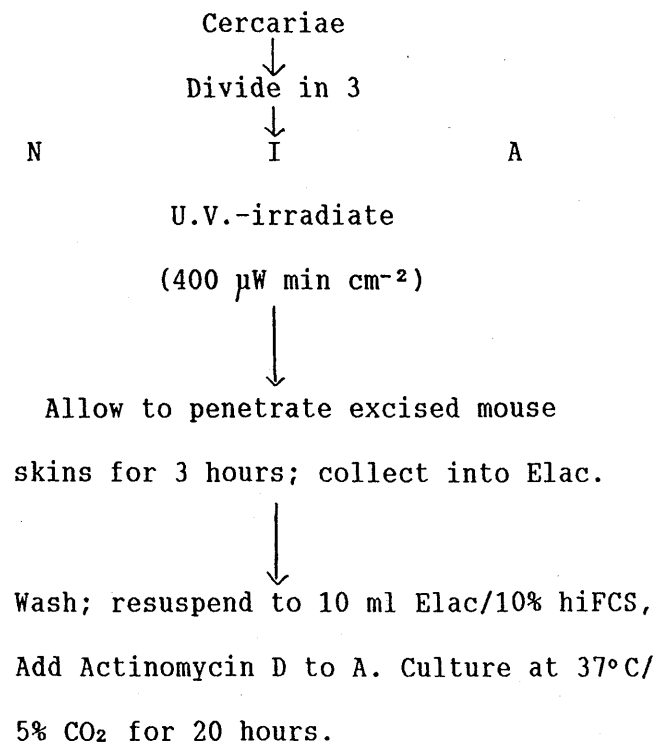 Cercariae
Divide in 3
N I A
U.V.-irradiate
(400 µW min cm⁻²)
Allow to penetrate excised mouse
skins for 3 hours; collect into Elac.
Wash; resuspend to 10 ml Elac/10% hiFCS,
Add Actinomycin D to A. Culture at 37°C/
5% CO₂ for 20 hours.